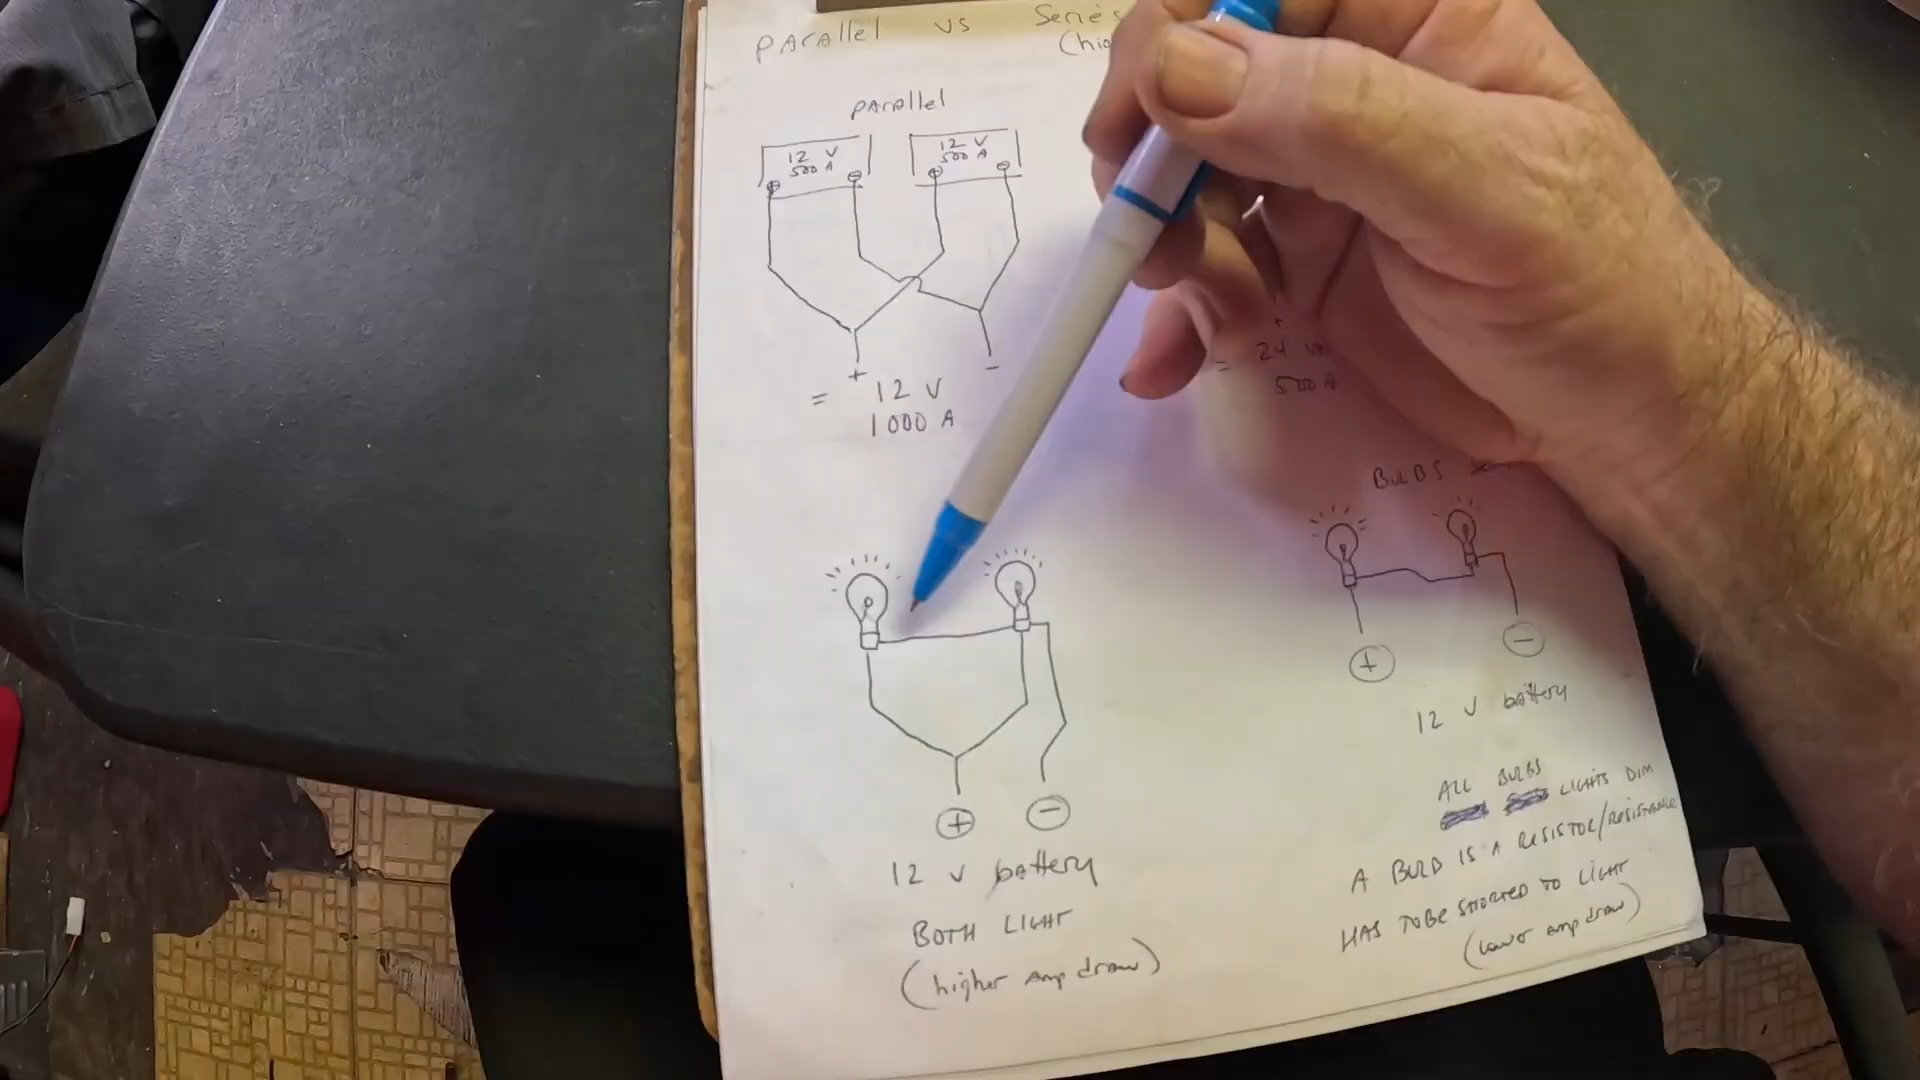 parallel vs Series
parallel
12 V
500 A
12 V
500 A
+ -
= 12 V
1000 A
+
= 24
500 A
BULBS
+ -
12 V battery
BOTH LIGHT
(higher amp draw)
+ -
12 V battery
ALL BULBS
LIGHTS DIM
A BULB IS A RESISTOR/RESISTANCE
HAS TO BE SHORTED TO LIGHT
(lower amp draw)